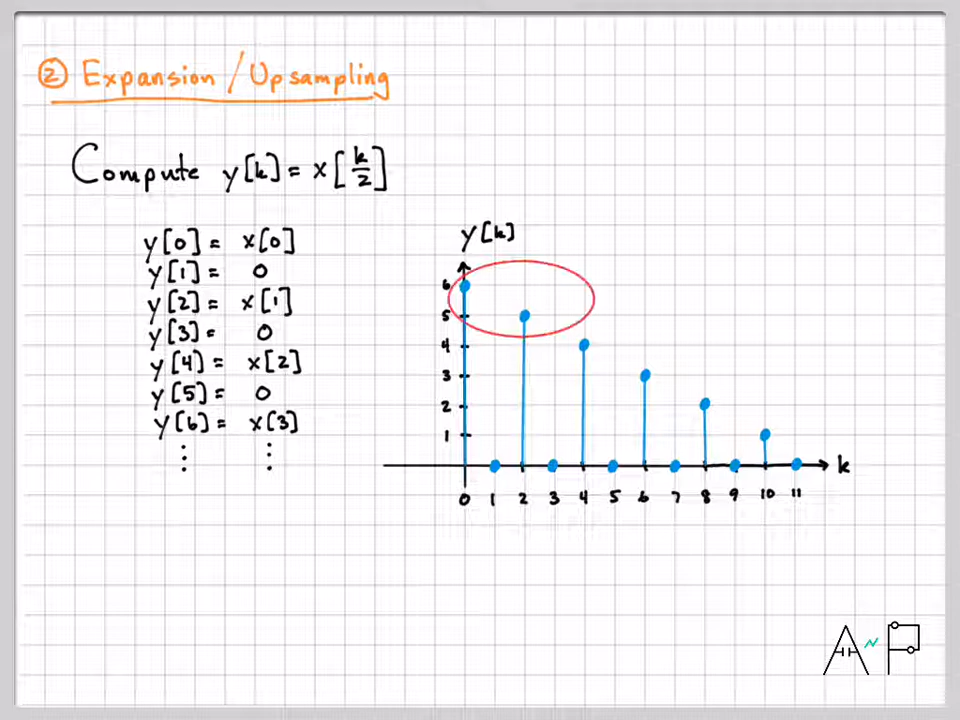 ② Expansion / Upsampling
Compute y[k] = x[k/2]
y[0] = x[0]
y[1] = 0
y[2] = x[1]
y[3] = 0
y[4] = x[2]
y[5] = 0
y[6] = x[3]
⋮ ⋮
y[k]
6
5
4
3
2
1
k
0 1 2 3 4 5 6 7 8 9 10 11
A P